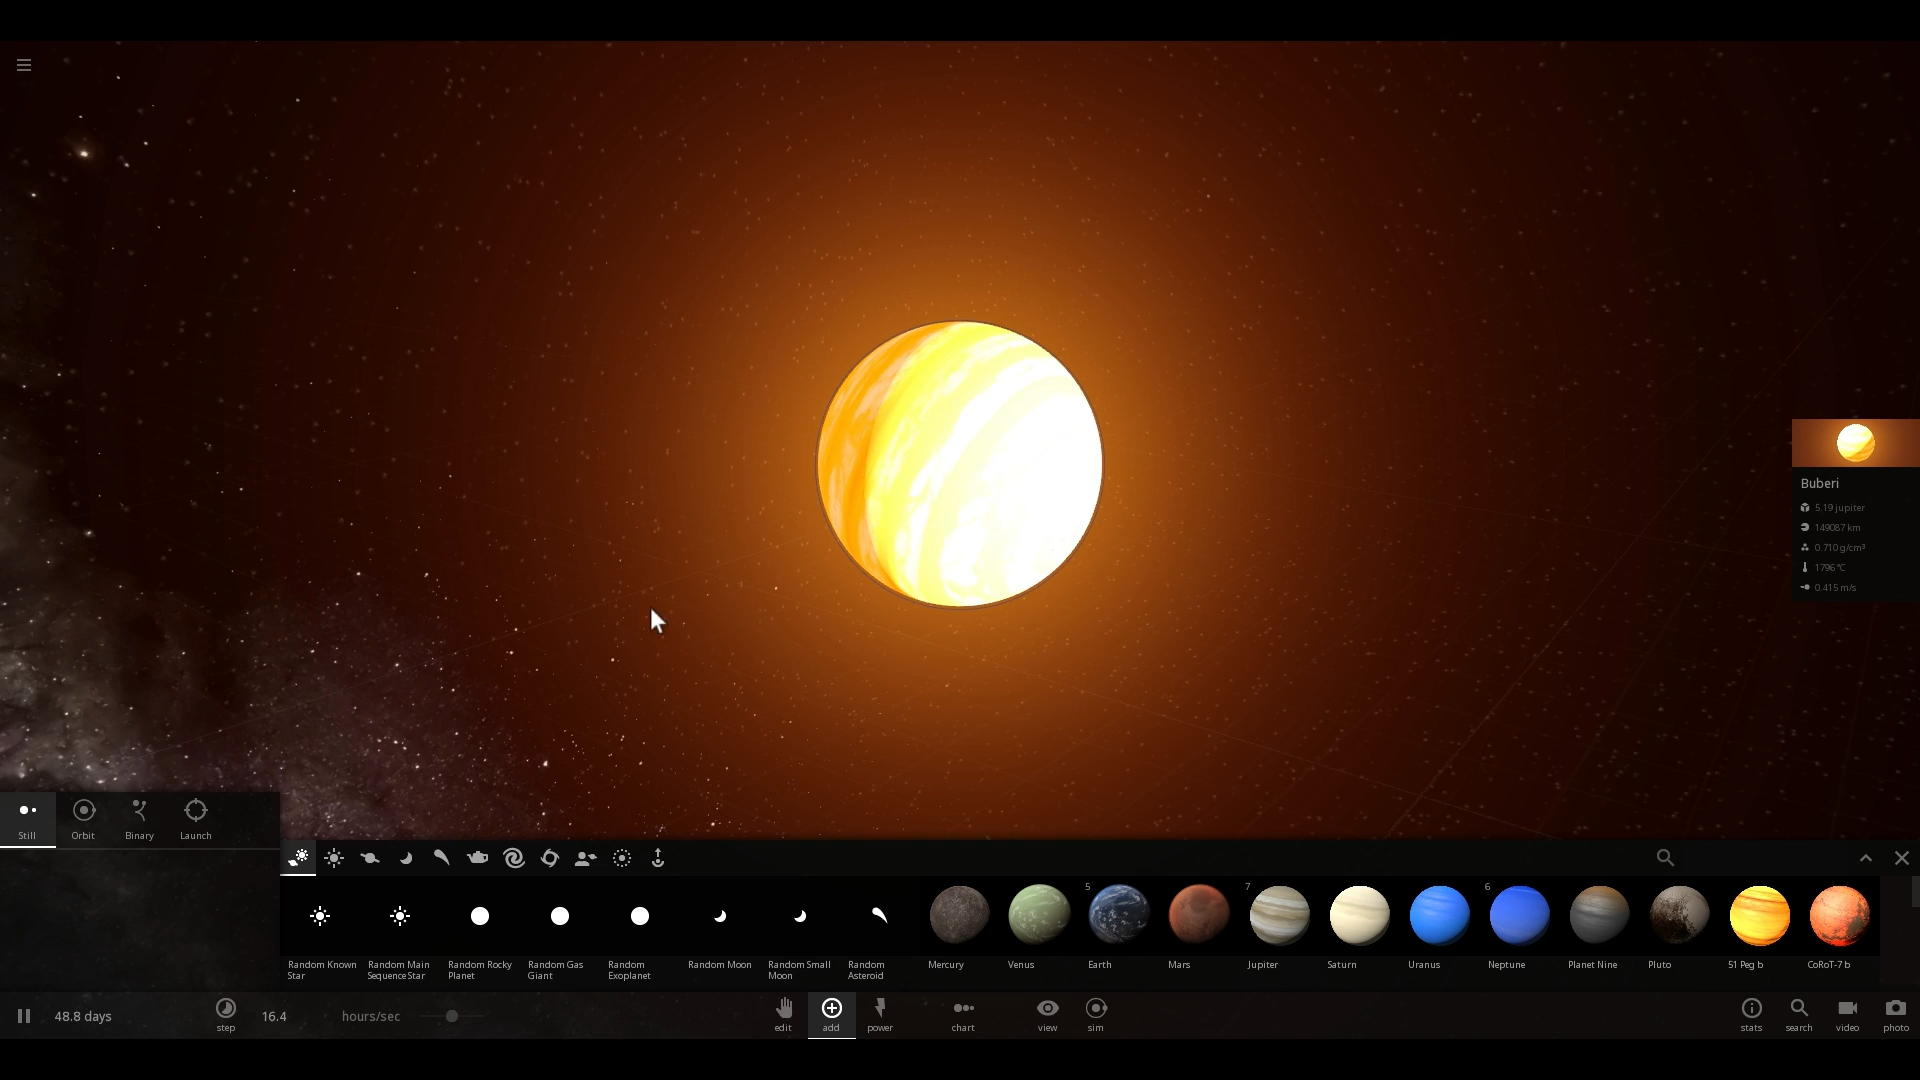 Buberi
5.19 jupiter
149087 km
0.710 g/cm³
1796 °C
0.415 m/s
Still
Orbit
Binary
Launch
5
7
6
Random Known
Star
Random Main
Sequence Star
Random Rocky
Planet
Random Gas
Giant
Random
Exoplanet
Random Moon
Random Small
Moon
Random
Asteroid
Mercury
Venus
Earth
Mars
Jupiter
Saturn
Uranus
Neptune
Planet Nine
Pluto
51 Peg b
CoRoT-7 b
48.8 days
step
16.4
hours/sec
edit
add
power
chart
view
sim
stats
search
video
photo